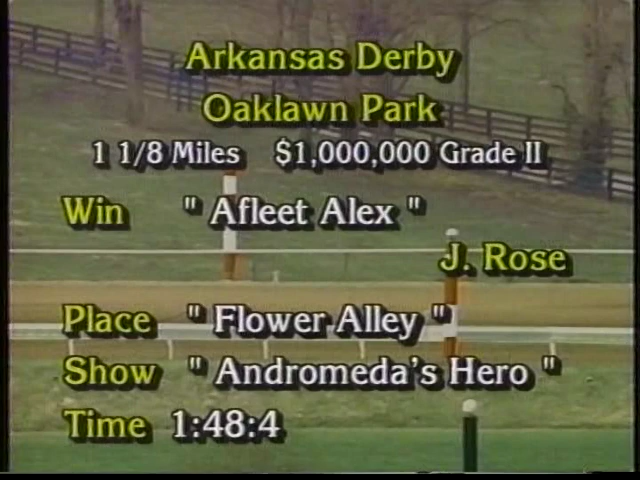 Arkansas Derby
Oaklawn Park
1 1/8 Miles $1,000,000 Grade II
Win " Afleet Alex "
J. Rose
Place " Flower Alley "
Show " Andromeda's Hero "
Time 1:48:4